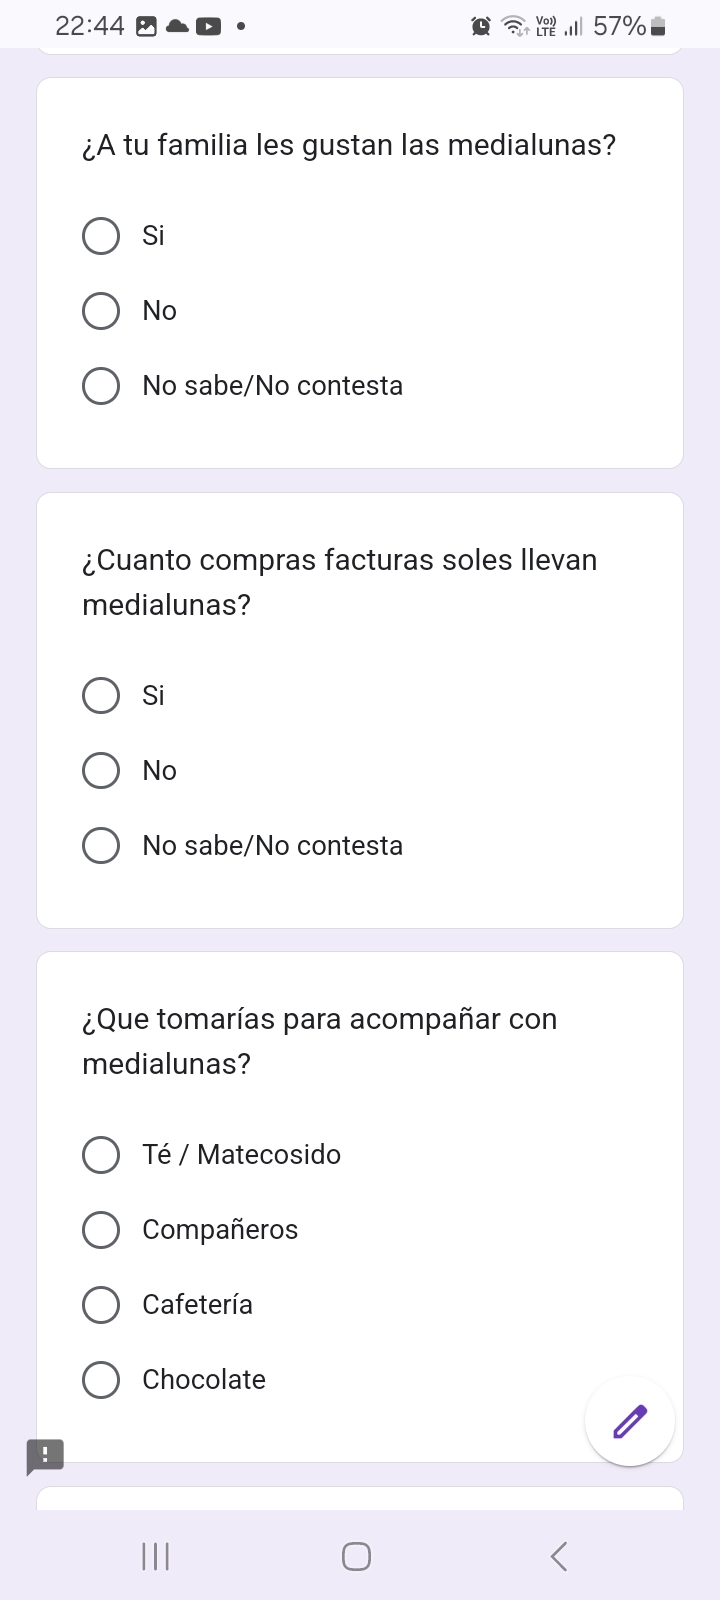 22:44
Vo))
LTE
57%
¿A tu familia les gustan las medialunas?
Si
No
No sabe/No contesta
¿Cuanto compras facturas soles llevan
medialunas?
Si
No
No sabe/No contesta
¿Que tomarías para acompañar con
medialunas?
Té / Matecosido
Compañeros
Cafetería
Chocolate